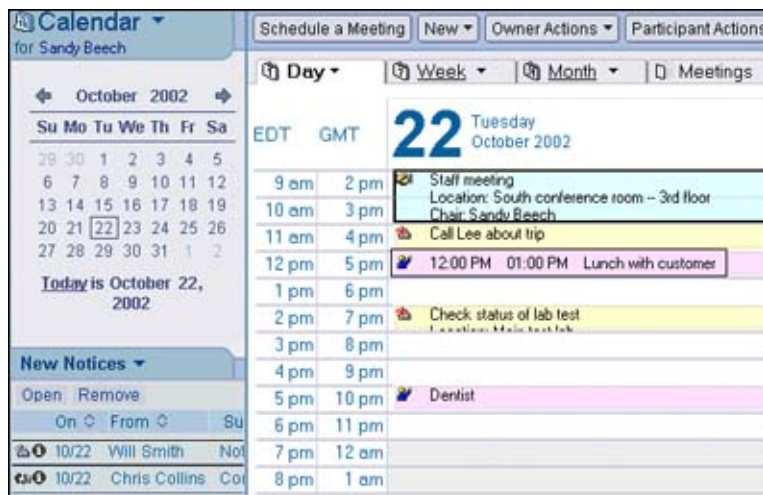 Calendar
for Sandy Beech
October 2002
Su Mo Tu We Th Fr Sa
29 30 1 2 3 4 5
6 7 8 9 10 11 12
13 14 15 16 17 18 19
20 21 22 23 24 25 26
27 28 29 30 31 1 2
Today is October 22,
2002
New Notices
Open Remove
On From Su
10/22 Will Smith Not
10/22 Chris Collins Co
Schedule a Meeting New Owner Actions Participant Actions
Day Week Month Meetings
EDT GMT 22 Tuesday
October 2002
9 am 2 pm Staff meeting
Location: South conference room -- 3rd floor
10 am 3 pm Chair: Sandy Beech
11 am 4 pm Call Lee about trip
12 pm 5 pm 12:00 PM 01:00 PM Lunch with customer
1 pm 6 pm
2 pm 7 pm Check status of lab test
Location: Main test lab
3 pm 8 pm
4 pm 9 pm
5 pm 10 pm Dentist
6 pm 11 pm
7 pm 12 am
8 pm 1 am